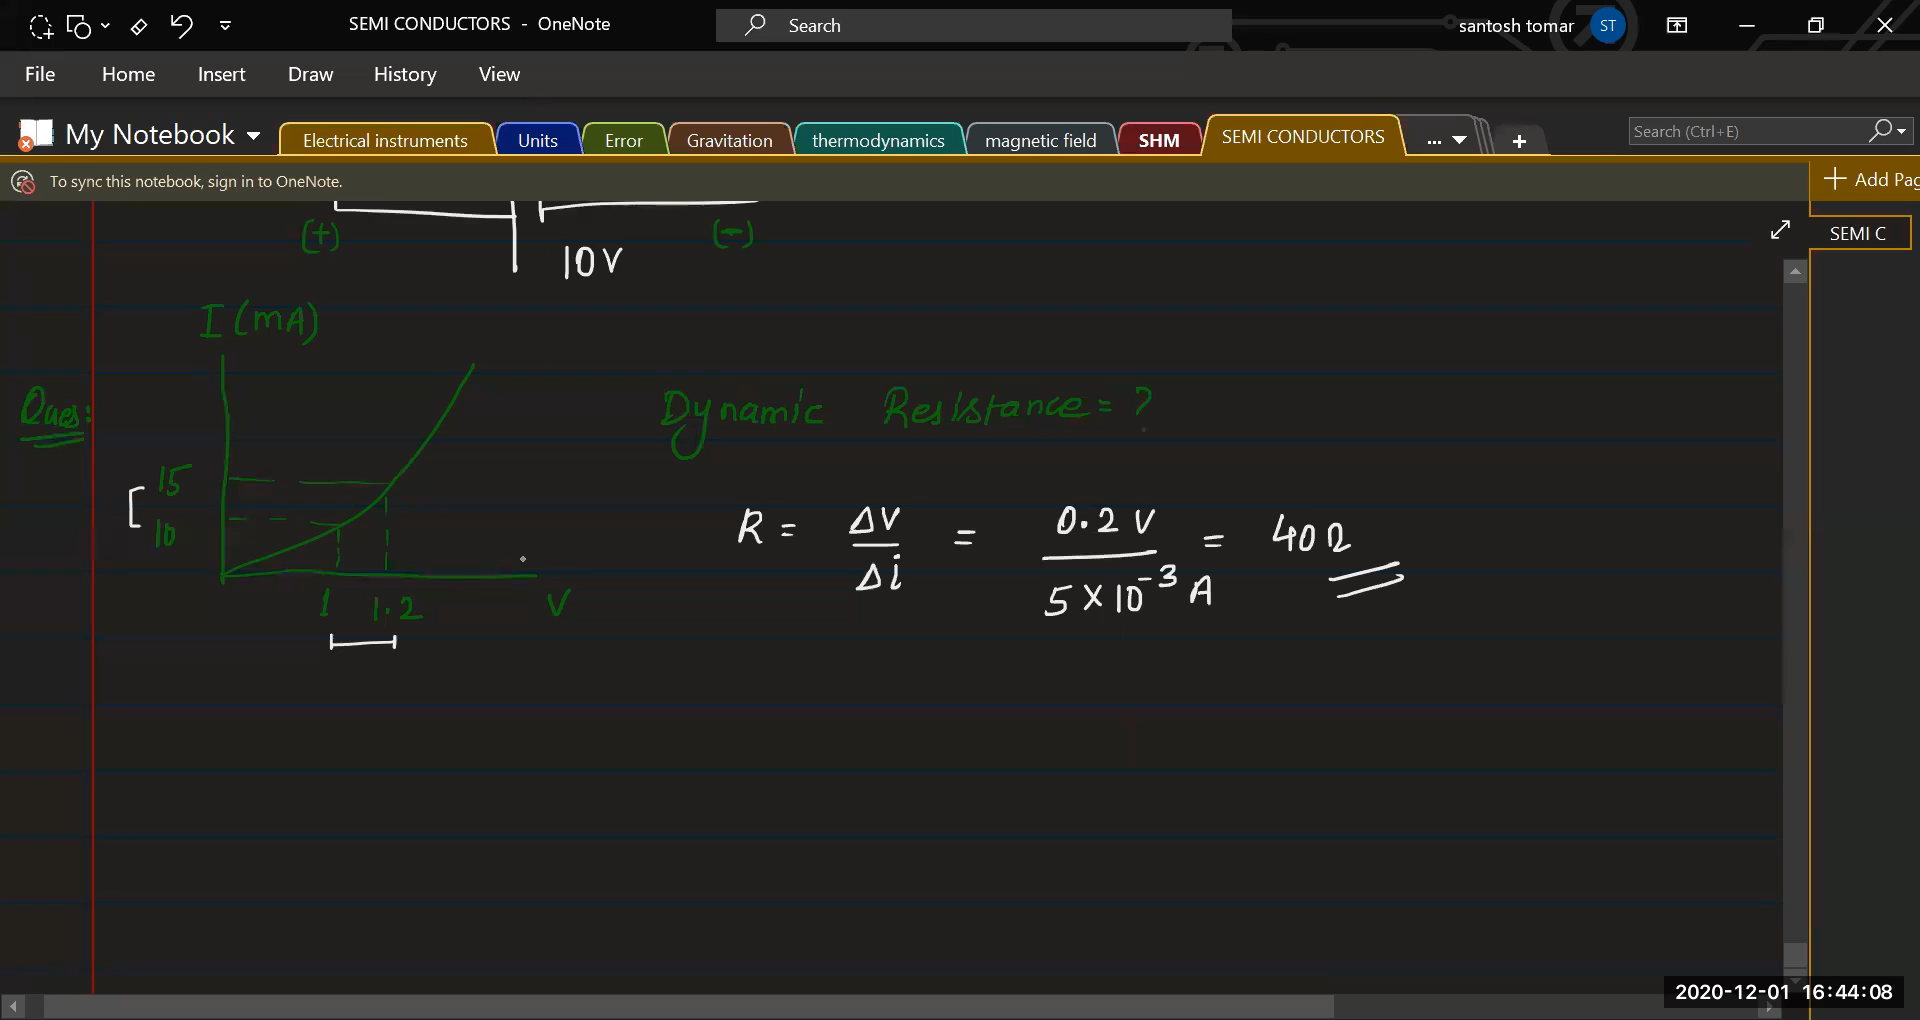 SEMI CONDUCTORS - OneNote
Search
santosh tomar ST
File Home Insert Draw History View
My Notebook
Electrical instruments Units Error Gravitation thermodynamics magnetic field SHM SEMI CONDUCTORS ... +
Search (Ctrl+E)
To sync this notebook, sign in to OneNote.
+ Add Pag
SEMI C
(+) (-)
10 V
I (mA)
Ques:
Dynamic Resistance = ?
15
10
1 1.2 V
R = ΔV/Δi = 0.2 V/5 × 10⁻³ A = 40 Ω
2020-12-01 16:44:08